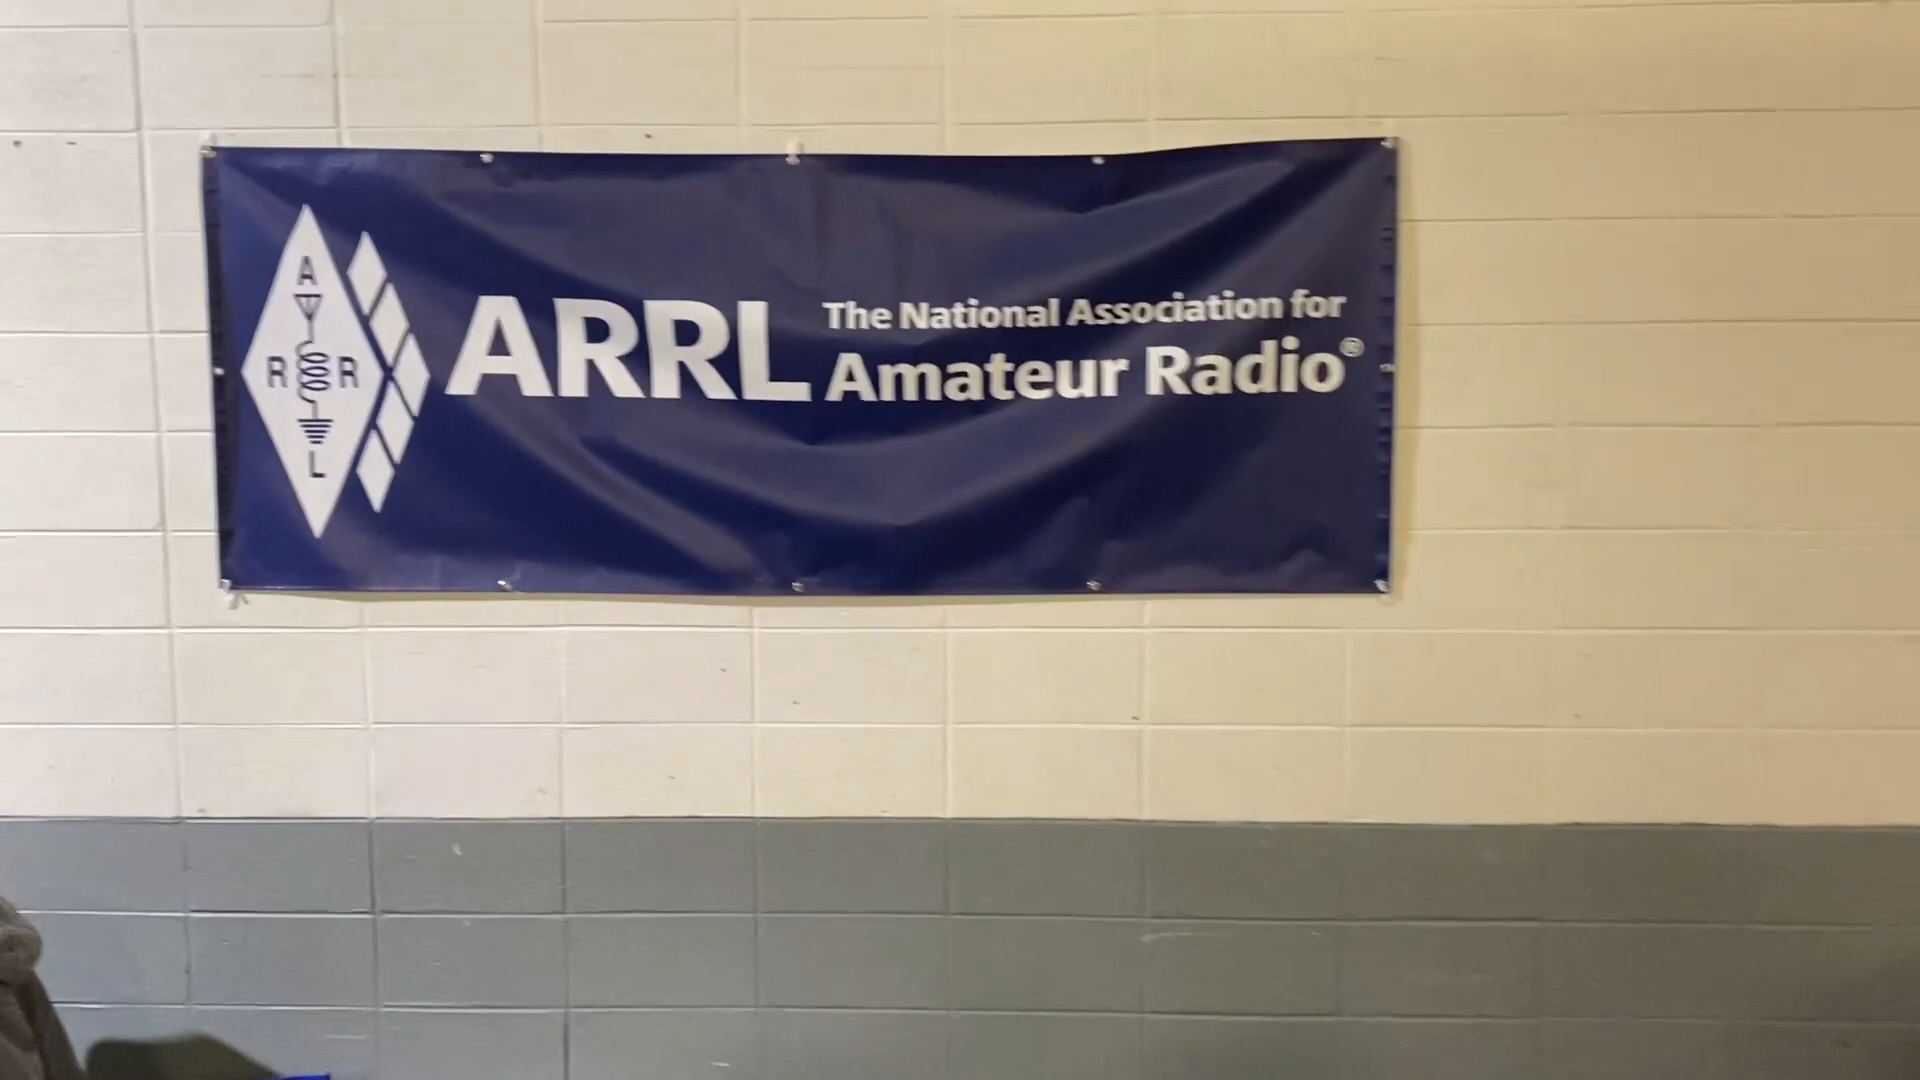 A
R R
L
ARRL
The National Association for
Amateur Radio®